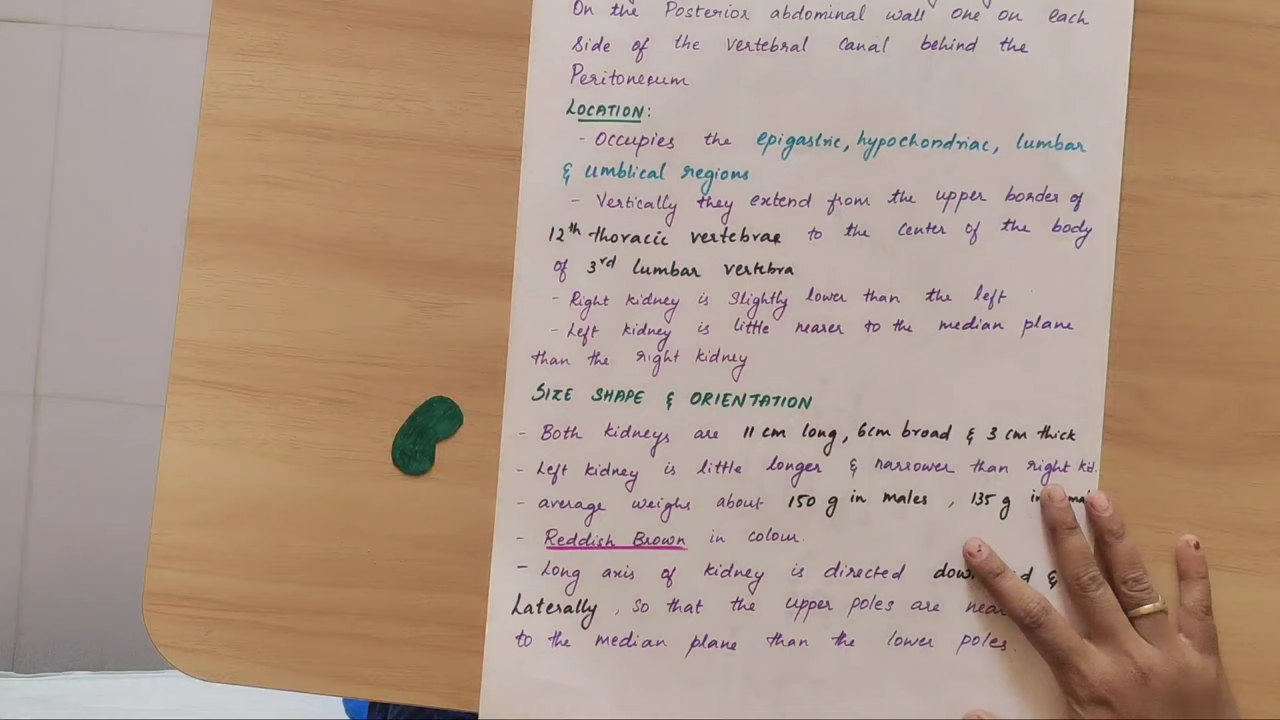 On the Posterior abdominal wall one on each
side of the vertebral canal behind the
Peritoneum
LOCATION:
- Occupies the epigastric, hypochondriac, lumbar
& umblical regions
- Vertically they extend from the upper border of
12th thoracic vertebrae to the center of the body
of 3rd lumbar vertebra
- Right kidney is slightly lower than the left
- Left kidney is little nearer to the median plane
than the right kidney
SIZE SHAPE & ORIENTATION
- Both kidneys are 11 cm long, 6cm broad & 3 cm thick
- Left kidney is little longer & narrower than right kid.
- average weighs about 150 g in males, 135 g in
- Reddish Brown in colour.
- Long axis of kidney is directed &
Laterally, so that the upper poles are
to the median plane than the lower poles.